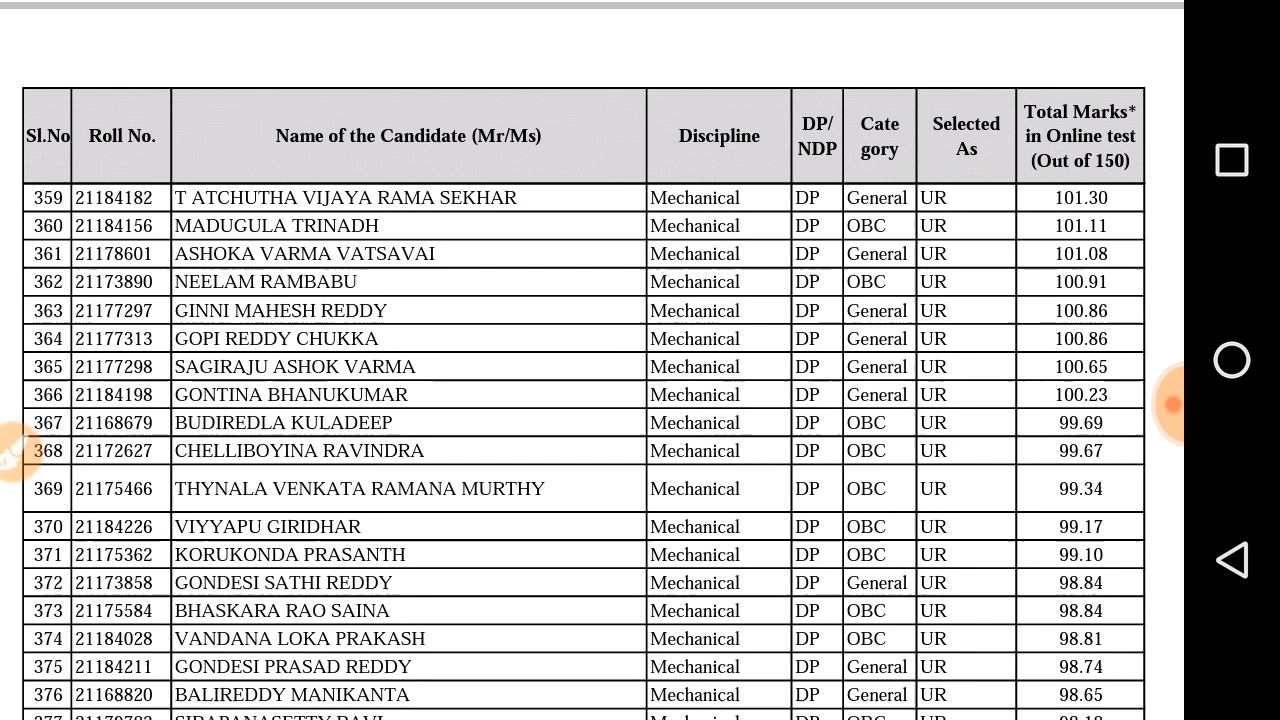 Sl.No Roll No. Name of the Candidate (Mr/Ms) Discipline DP/ NDP Cate gory Selected As Total Marks* in Online test (Out of 150)
359 21184182 T ATCHUTHA VIJAYA RAMA SEKHAR Mechanical DP General UR 101.30
360 21184156 MADUGULA TRINADH Mechanical DP OBC UR 101.11
361 21178601 ASHOKA VARMA VATSAVAI Mechanical DP General UR 101.08
362 21173890 NEELAM RAMBABU Mechanical DP OBC UR 100.91
363 21177297 GINNI MAHESH REDDY Mechanical DP General UR 100.86
364 21177313 GOPI REDDY CHUKKA Mechanical DP General UR 100.86
365 21177298 SAGIRAJU ASHOK VARMA Mechanical DP General UR 100.65
366 21184198 GONTINA BHANUKUMAR Mechanical DP General UR 100.23
367 21168679 BUDIREDLA KULADEEP Mechanical DP OBC UR 99.69
368 21172627 CHELLIBOYINA RAVINDRA Mechanical DP OBC UR 99.67
369 21175466 THYNALA VENKATA RAMANA MURTHY Mechanical DP OBC UR 99.34
370 21184226 VIYYAPU GIRIDHAR Mechanical DP OBC UR 99.17
371 21175362 KORUKONDA PRASANTH Mechanical DP OBC UR 99.10
372 21173858 GONDESI SATHI REDDY Mechanical DP General UR 98.84
373 21175584 BHASKARA RAO SAINA Mechanical DP OBC UR 98.84
374 21184028 VANDANA LOKA PRAKASH Mechanical DP OBC UR 98.81
375 21184211 GONDESI PRASAD REDDY Mechanical DP General UR 98.74
376 21168820 BALIREDDY MANIKANTA Mechanical DP General UR 98.65